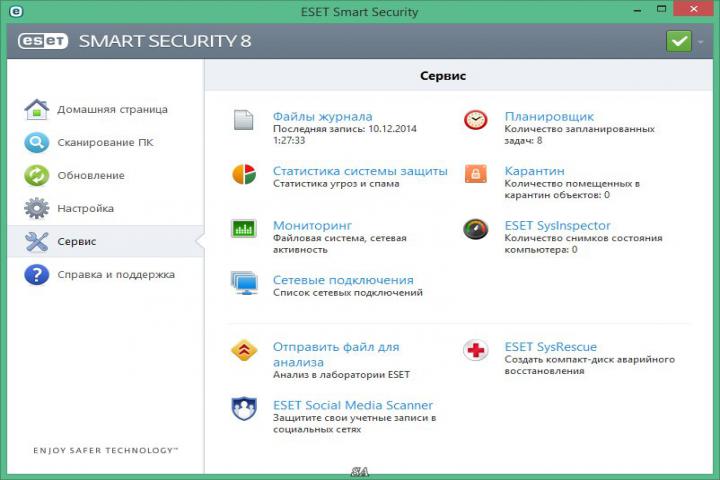 ESET Smart Security
eset SMART SECURITY 8
Домашняя страница
Сканирование ПК
Обновление
Настройка
Сервис
Справка и поддержка
ENJOY SAFER TECHNOLOGY™
Сервис
Файлы журнала
Последняя запись: 10.12.2014
1:27:33
Планировщик
Количество запланированных
задач: 8
Статистика системы защиты
Статистика угроз и спама
Карантин
Количество помещенных в
карантин объектов: 0
Мониторинг
Файловая система, сетевая
активность
ESET SysInspector
Количество снимков состояния
компьютера: 0
Сетевые подключения
Список сетевых подключений
Отправить файл для
анализа
Анализ в лаборатории ESET
ESET SysRescue
Создать компакт-диск аварийного
восстановления
ESET Social Media Scanner
Защитите свои учетные записи в
социальных сетях